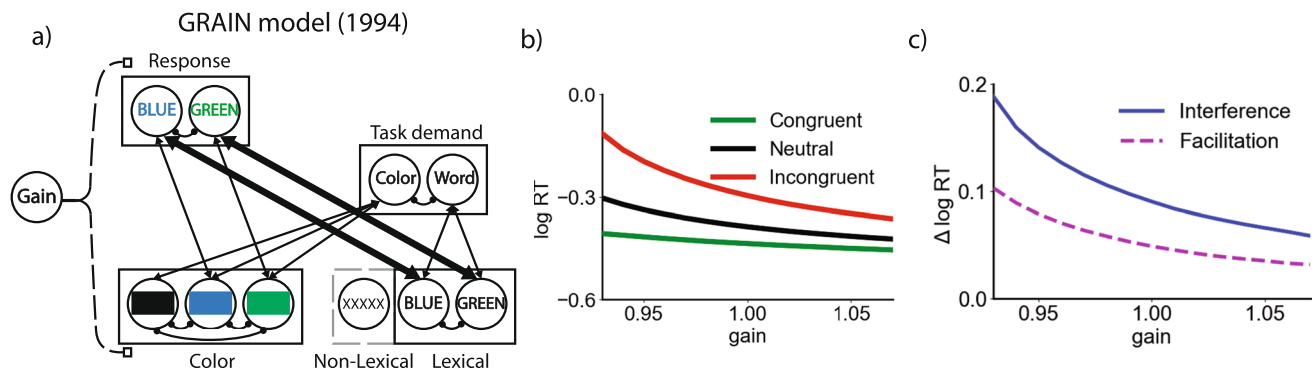 GRAIN model (1994)
a)
Response
BLUE GREEN
Task demand
Color Word
Gain
XXXXX BLUE GREEN
Color Non-Lexical Lexical
b)
0.0
−0.3
−0.6
log RT
Congruent
Neutral
Incongruent
0.95 1.00 1.05
gain
c)
0.2
0.1
0.0
Δ log RT
Interference
Facilitation
0.95 1.00 1.05
gain